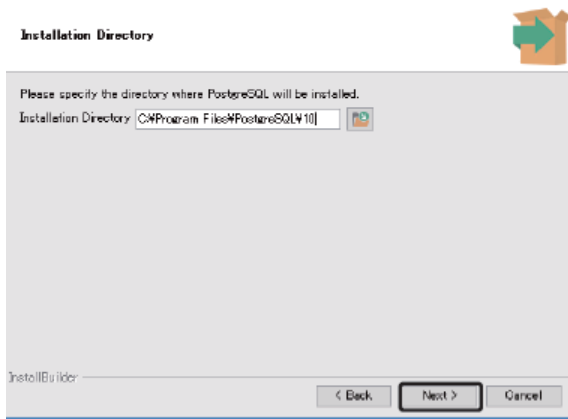 Installation Directory
Please specify the directory where PostgreSQL will be installed.
Installation Directory C:¥Program Files¥PostgreSQL¥10
InstallBuilder
< Back Next > Cancel